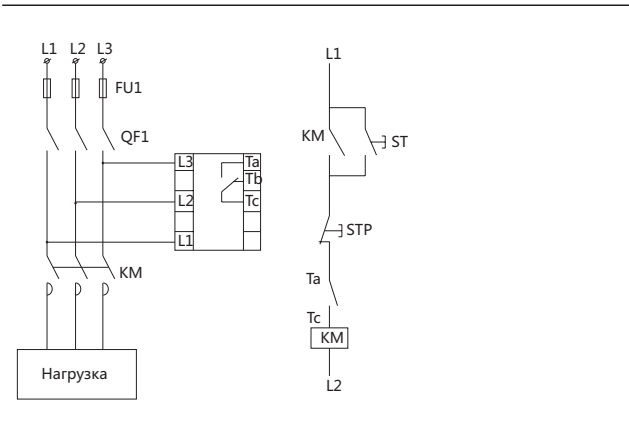 L1 L2 L3
FU1
QF1
L3 Ta
Tb
L2 Tc
L1
KM
Нагрузка
L1
KM ST
STP
Ta
Tc
KM
L2